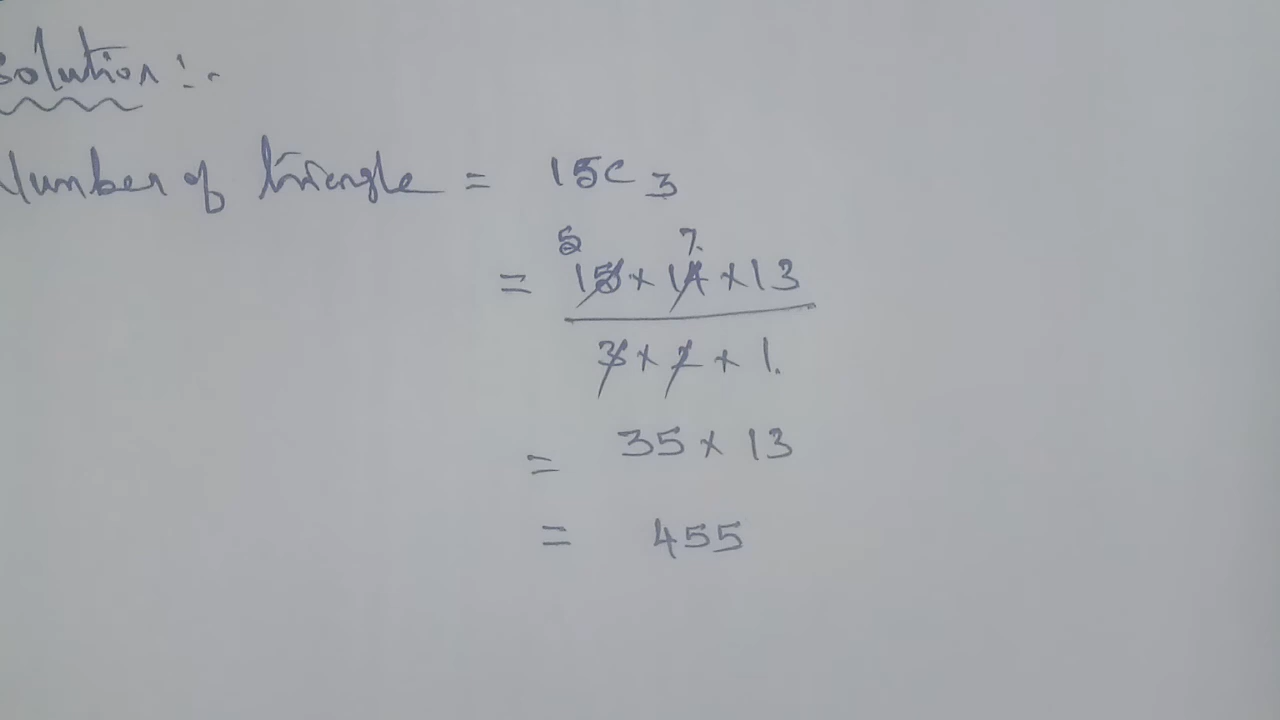 Solution :-
Number of triangle = 15C3
5 7.
= 15 × 14 × 13
3 × 2 × 1.
= 35 × 13
= 455